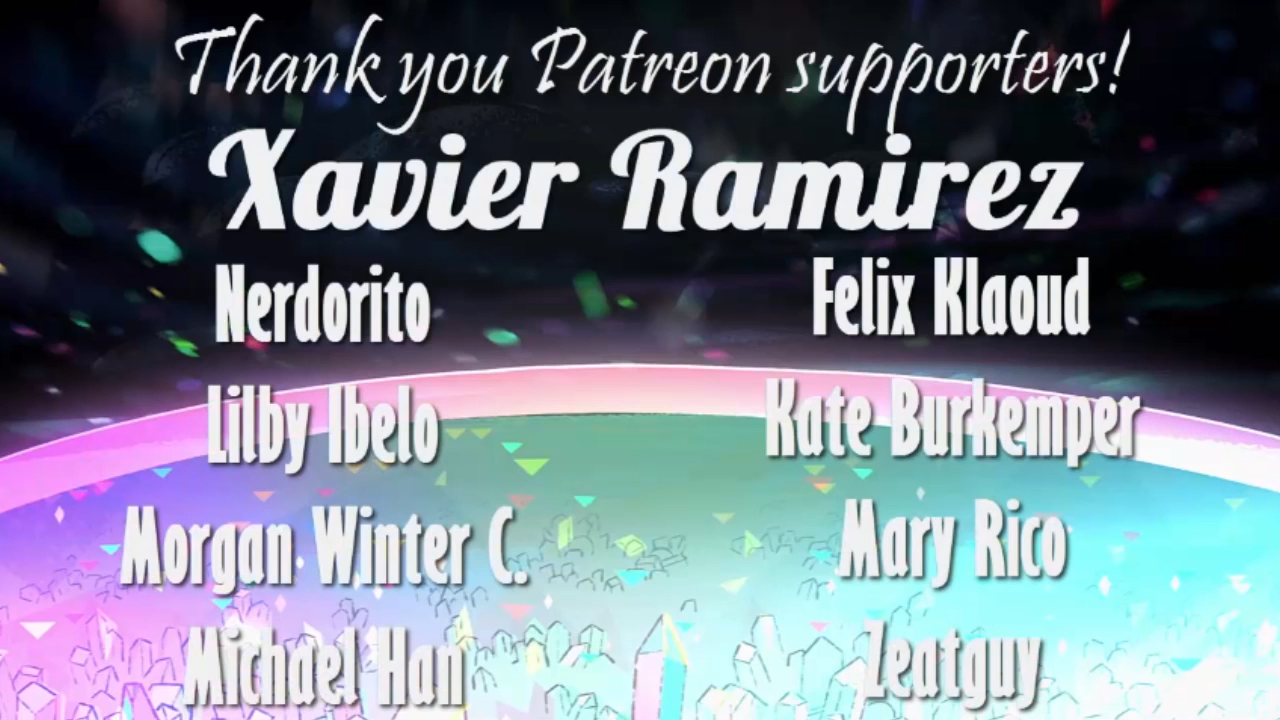 Thank you Patreon supporters!
Xavier Ramirez
Nerdorito
Felix Klaoud
Lilby Ibelo
Kate Burkemper
Morgan Winter C.
Mary Rico
Michael Han
Zeatguy